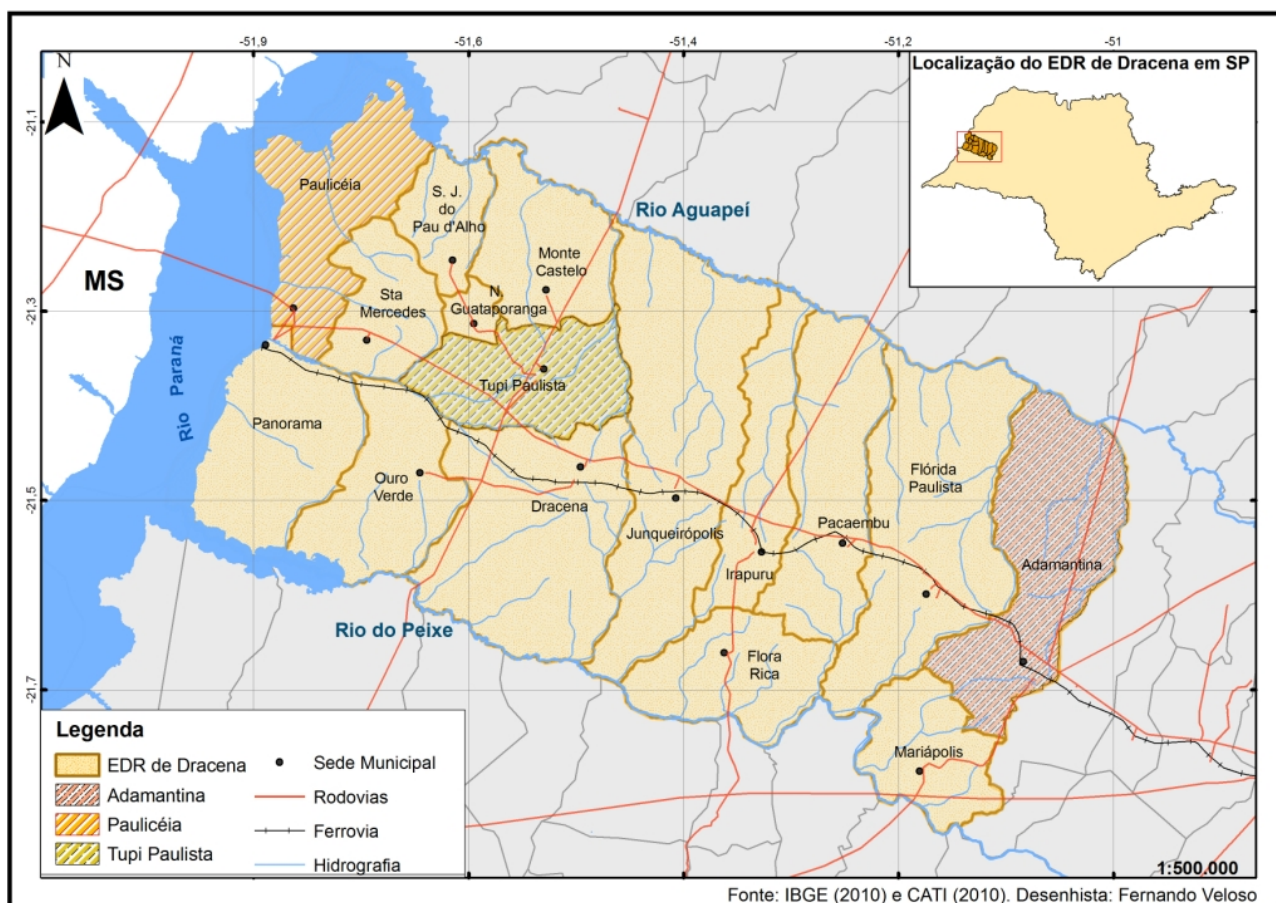 -51,9
-51,6
-51,4
-51,2
-51
N
Localização do EDR de Dracena em SP
-21,1
-21,3
-21,5
-21,7
MS
Rio Paraná
Rio Aguapeí
Rio do Peixe
Paulicéia
S. J.
do
Pau d'Alho
Monte
Castelo
Sta
Mercedes
N
Guataporanga
Tupi Paulista
Panorama
Ouro
Verde
Dracena
Junqueirópolis
Irapuru
Pacaembu
Flórida
Paulista
Adamantina
Flora
Rica
Mariápolis
Legenda
EDR de Dracena
Adamantina
Paulicéia
Tupi Paulista
Sede Municipal
Rodovias
Ferrovia
Hidrografia
1:500.000
Fonte: IBGE (2010) e CATI (2010). Desenhista: Fernando Veloso